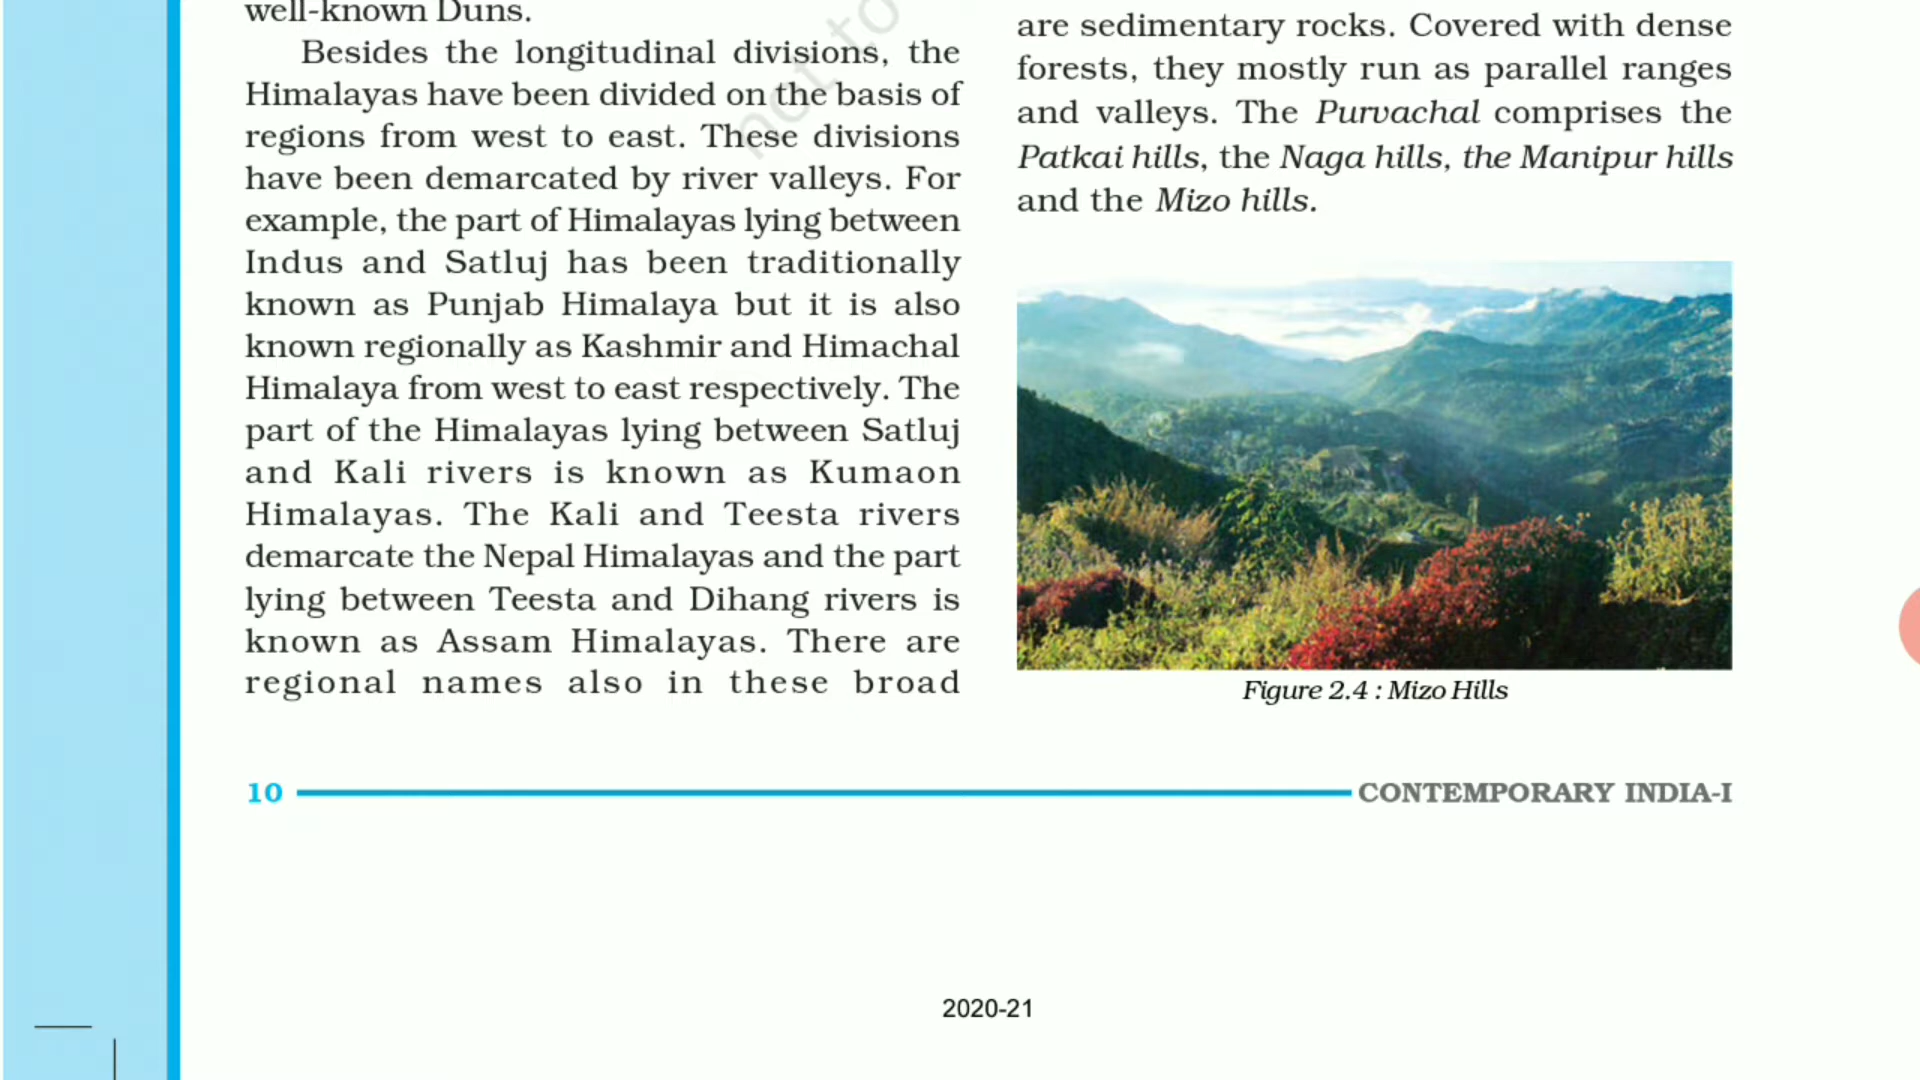 well-known Duns.
Besides the longitudinal divisions, the
Himalayas have been divided on the basis of
regions from west to east. These divisions
have been demarcated by river valleys. For
example, the part of Himalayas lying between
Indus and Satluj has been traditionally
known as Punjab Himalaya but it is also
known regionally as Kashmir and Himachal
Himalaya from west to east respectively. The
part of the Himalayas lying between Satluj
and Kali rivers is known as Kumaon
Himalayas. The Kali and Teesta rivers
demarcate the Nepal Himalayas and the part
lying between Teesta and Dihang rivers is
known as Assam Himalayas. There are
regional names also in these broad
are sedimentary rocks. Covered with dense
forests, they mostly run as parallel ranges
and valleys. The Purvachal comprises the
Patkai hills, the Naga hills, the Manipur hills
and the Mizo hills.
Figure 2.4 : Mizo Hills
10
CONTEMPORARY INDIA-I
2020-21
not to